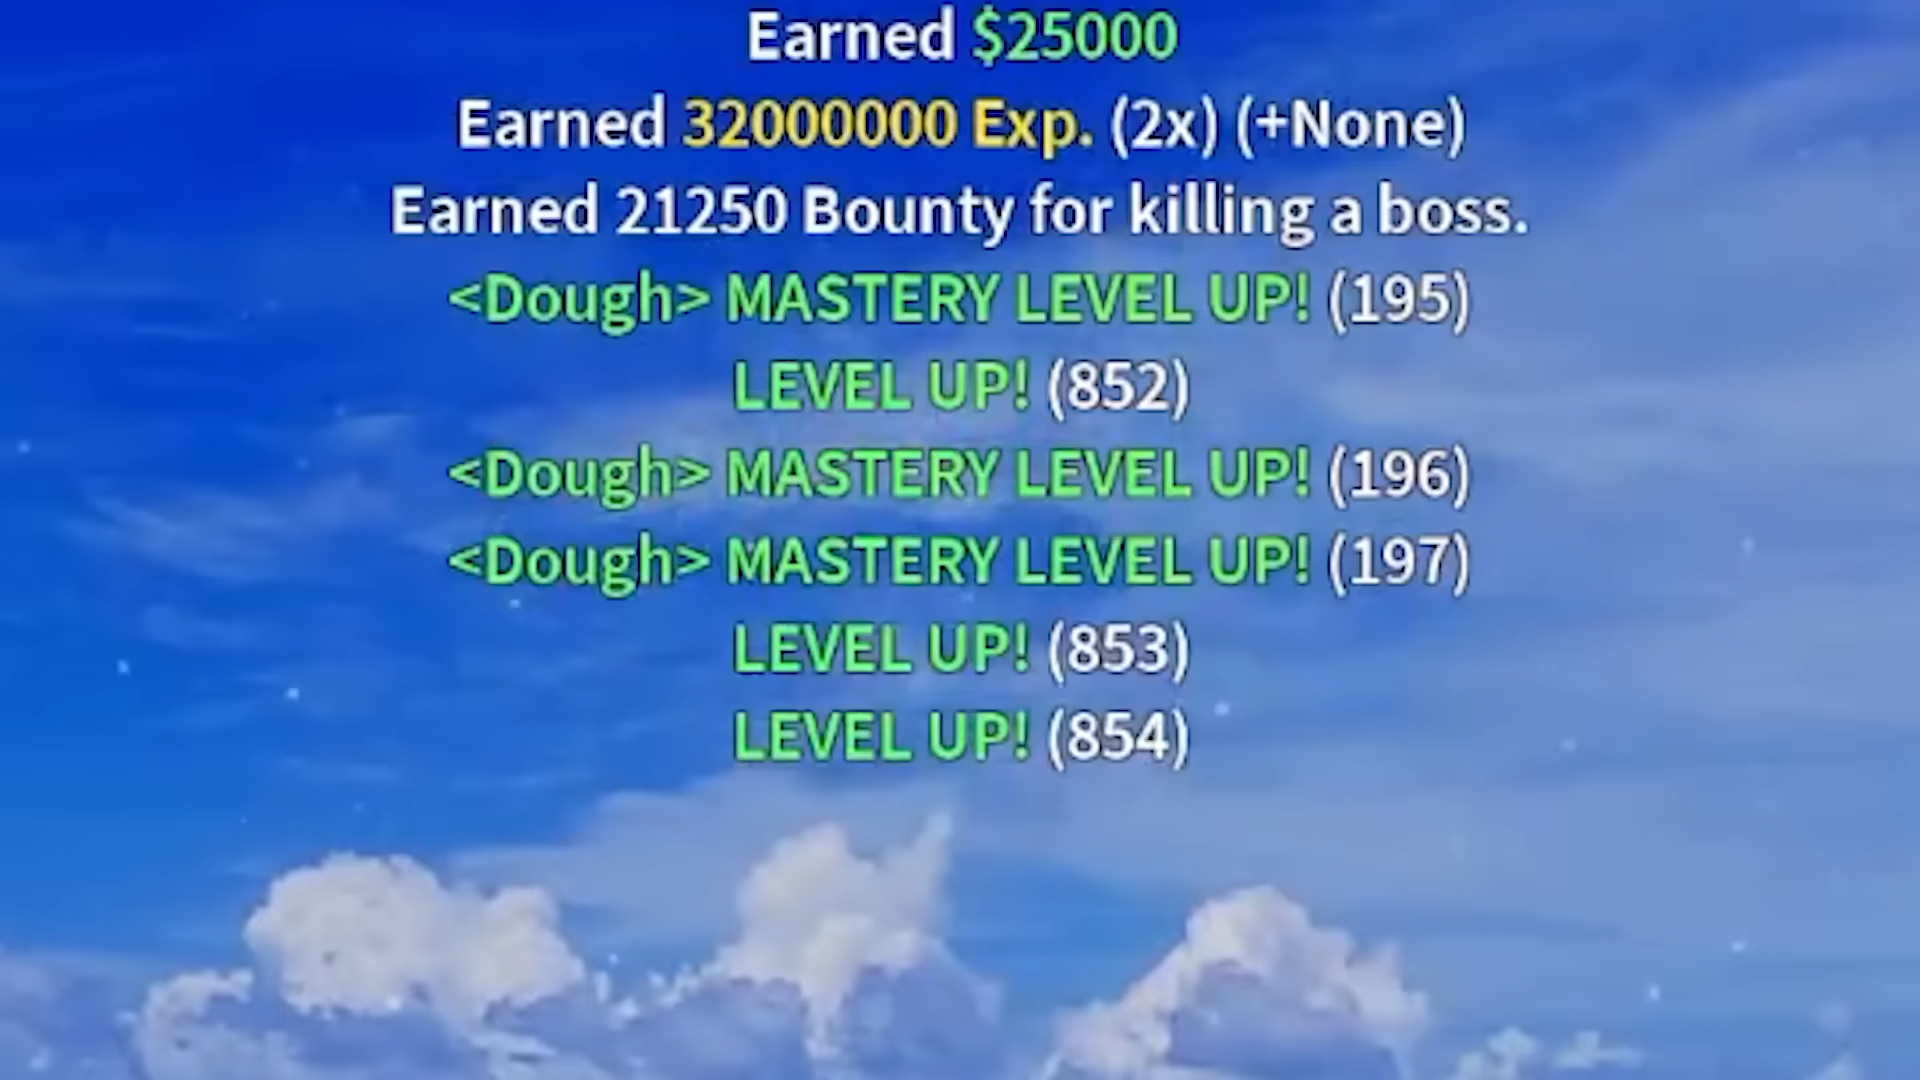 Earned $25000
Earned 32000000 Exp. (2x) (+None)
Earned 21250 Bounty for killing a boss.
<Dough> MASTERY LEVEL UP! (195)
LEVEL UP! (852)
<Dough> MASTERY LEVEL UP! (196)
<Dough> MASTERY LEVEL UP! (197)
LEVEL UP! (853)
LEVEL UP! (854)